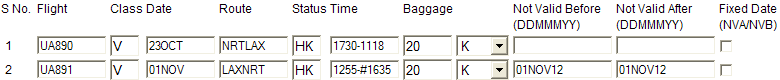 S No. Flight Class Date Route Status Time Baggage Not Valid Before (DDMMMYY) Not Valid After (DDMMMYY) Fixed Date (NVA/NVB)
1 UA890 V 23OCT NRTLAX HK 1730-1118 20 K
2 UA891 V 01NOV LAXNRT HK 1255-#1635 20 K 01NOV12 01NOV12